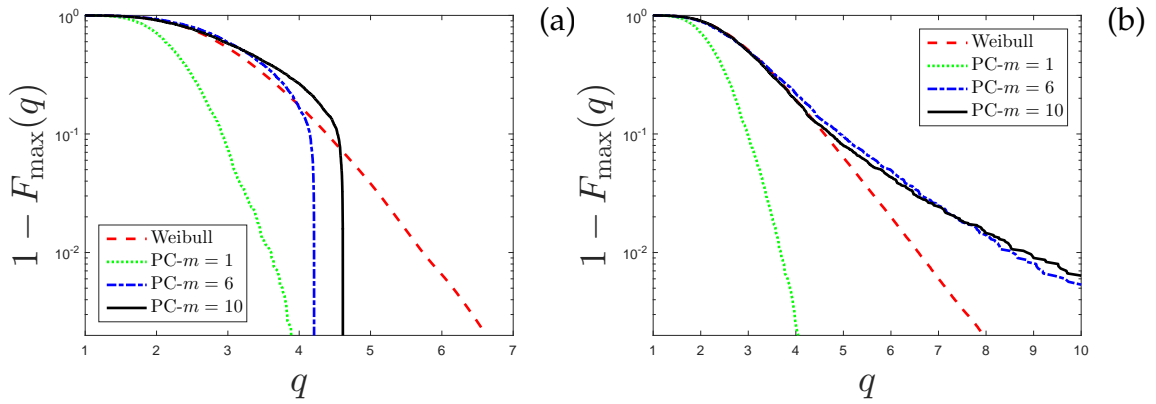 (a)
1 − F_max(q)
10^0
10^-1
10^-2
Weibull
PC-m = 1
PC-m = 6
PC-m = 10
1 2 3 4 5 6 7
q
(b)
1 − F_max(q)
10^0
10^-1
10^-2
Weibull
PC-m = 1
PC-m = 6
PC-m = 10
1 2 3 4 5 6 7 8 9 10
q